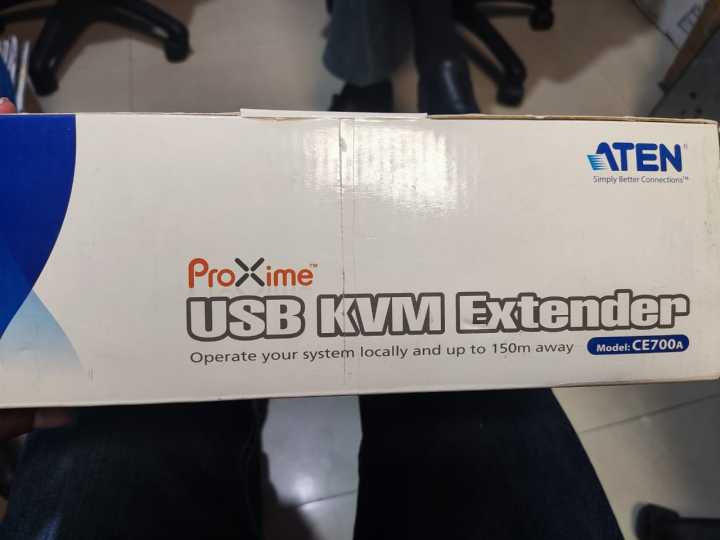 ATEN®
Simply Better Connections™
ProXime™
USB KVM Extender
Operate your system locally and up to 150m away
Model: CE700A